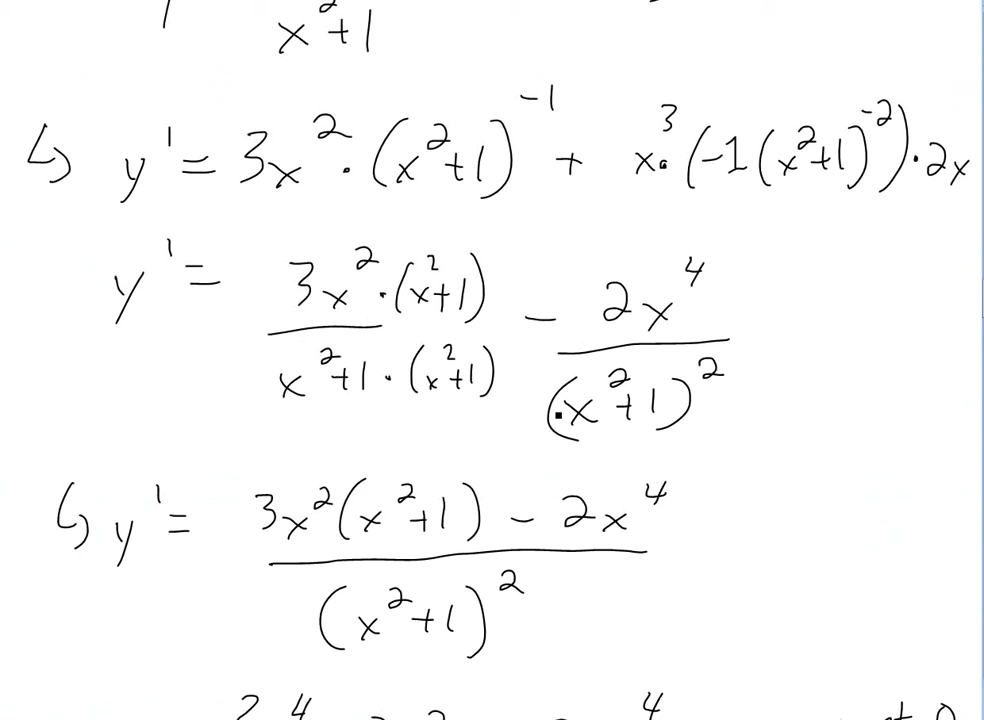 x²+1
↳ y' = 3x² · (x²+1)⁻¹ + x³·(-1(x²+1)⁻²)·2x
y' = 3x²·(x²+1) / x²+1·(x²+1) - 2x⁴ / (x²+1)²
↳ y' = 3x²(x²+1) - 2x⁴ / (x²+1)²